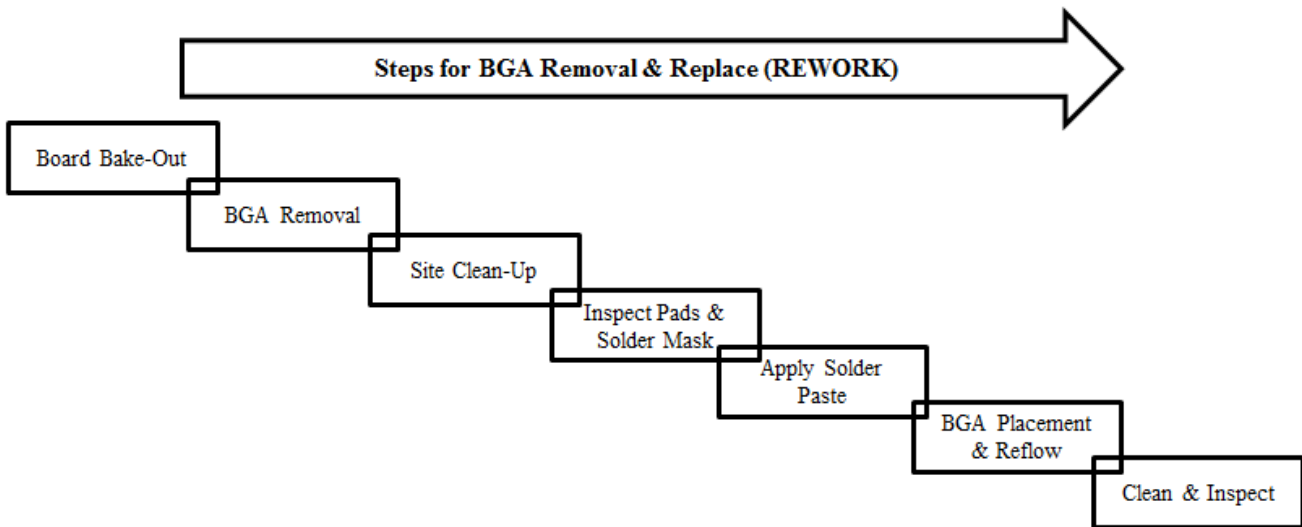 Steps for BGA Removal & Replace (REWORK)
Board Bake-Out
BGA Removal
Site Clean-Up
Inspect Pads &
Solder Mask
Apply Solder
Paste
BGA Placement
& Reflow
Clean & Inspect